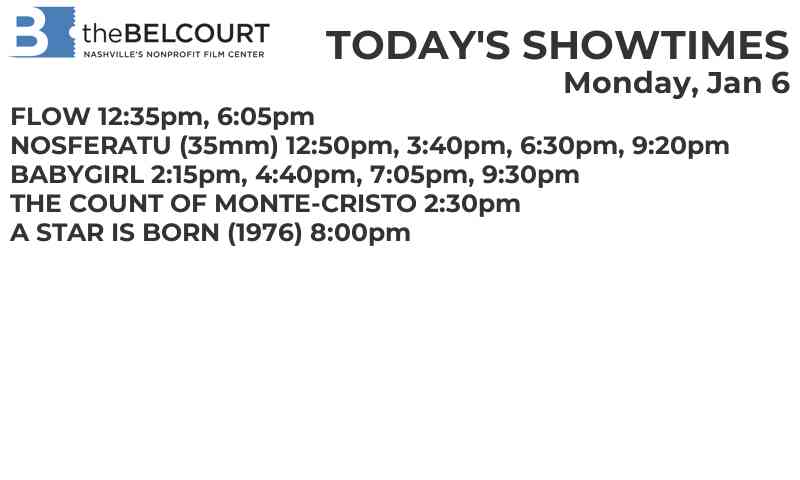 B theBELCOURT
NASHVILLE'S NONPROFIT FILM CENTER
TODAY'S SHOWTIMES
Monday, Jan 6
FLOW 12:35pm, 6:05pm
NOSFERATU (35mm) 12:50pm, 3:40pm, 6:30pm, 9:20pm
BABYGIRL 2:15pm, 4:40pm, 7:05pm, 9:30pm
THE COUNT OF MONTE-CRISTO 2:30pm
A STAR IS BORN (1976) 8:00pm